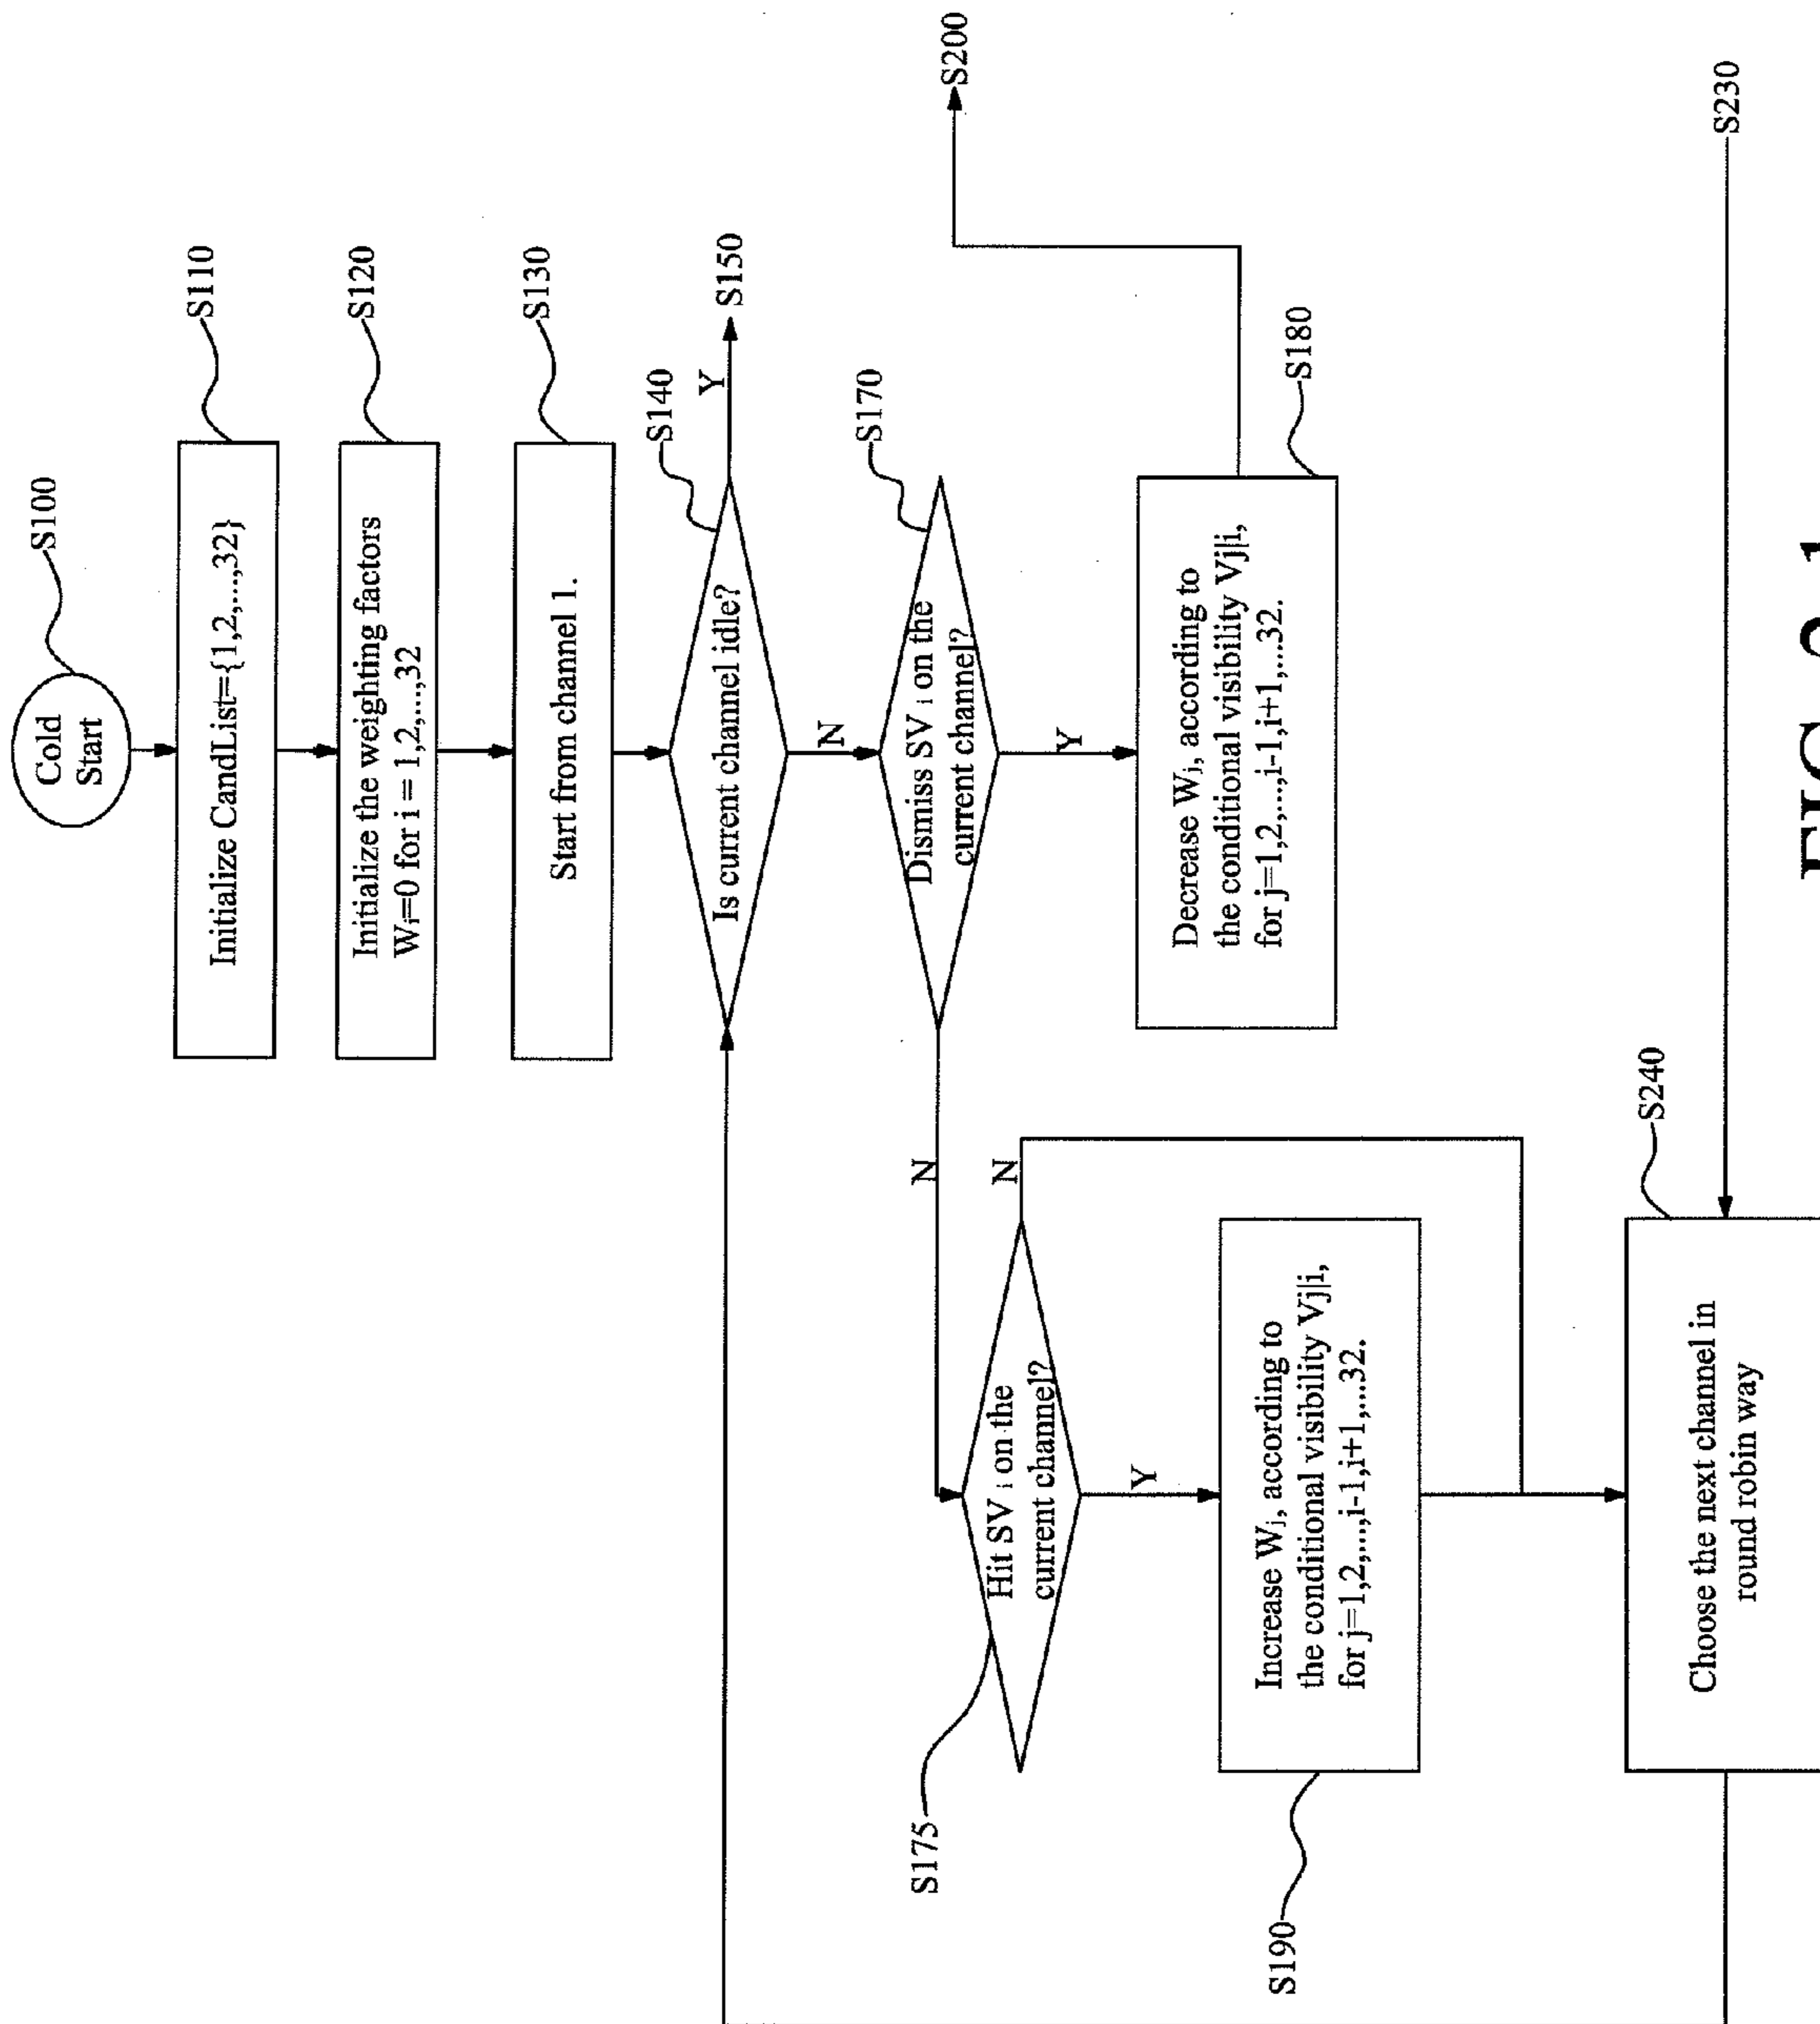 Cold
Start
S100
Initialize CandList={1,2,...,32}
S110
Initialize the weighting factors
Wi=0 for i = 1,2,...,32
S120
Start from channel 1.
S130
Is current channel idle?
S140
Y
S150
N
Dismiss SV i on the
current channel?
S170
Y
N
Decrease Wj, according to
the conditional visibility Vj|i,
for j=1,2,...,i-1,i+1,...32.
S180
S200
Hit SV i on the
current channel?
S175
N
Y
Increase Wj, according to
the conditional visibility Vj|i,
for j=1,2,...,i-1,i+1,...32.
S190
Choose the next channel in
round robin way
S240
S230